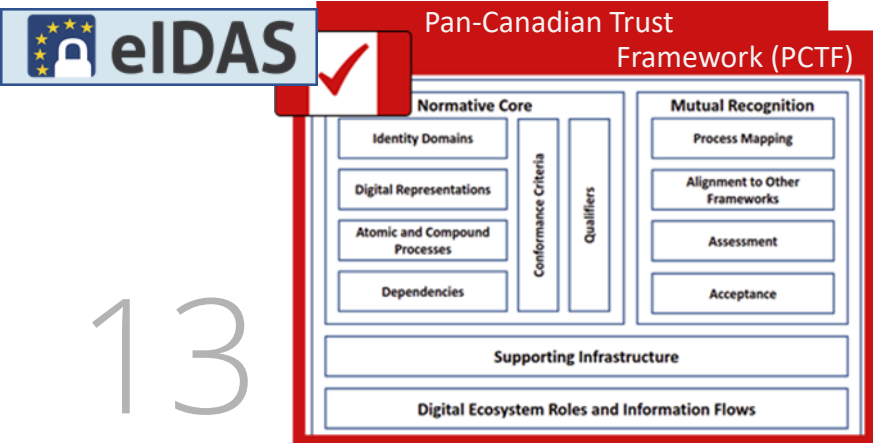 eIDAS
Pan-Canadian Trust
Framework (PCTF)
Normative Core
Identity Domains
Digital Representations
Atomic and Compound
Processes
Dependencies
Conformance Criteria
Qualifiers
Mutual Recognition
Process Mapping
Alignment to Other
Frameworks
Assessment
Acceptance
Supporting Infrastructure
Digital Ecosystem Roles and Information Flows
13